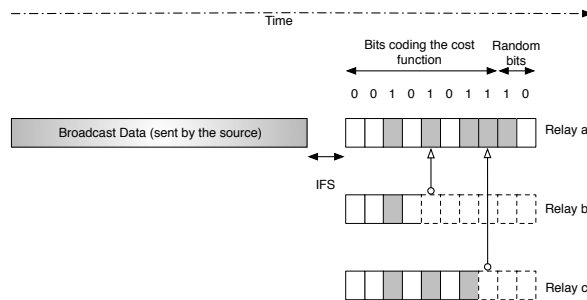 Time
Bits coding the cost
function
Random
bits
0 0 1 0 1 0 1 1 1 0
Broadcast Data (sent by the source)
Relay a
IFS
Relay b
Relay c